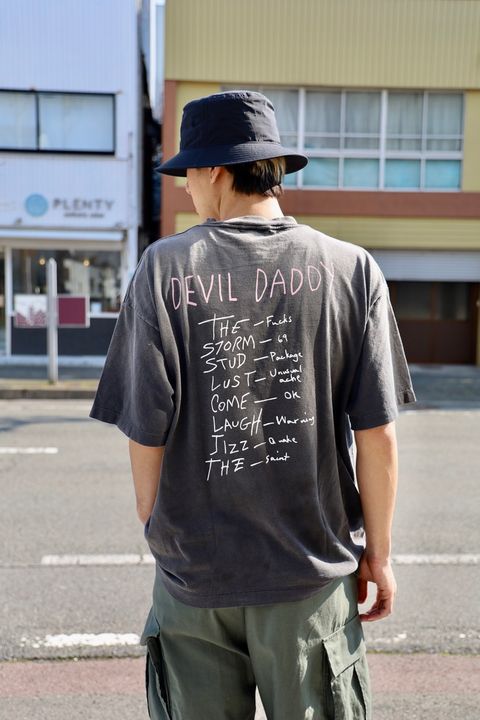 PLENTY
DEVIL DADDY
THE – Fucks
STORM – 69
STUD – Package
LUST – Unusual ache
COME — OK
LAUGH – Warning
JIZZ – Quake
THE – Saint